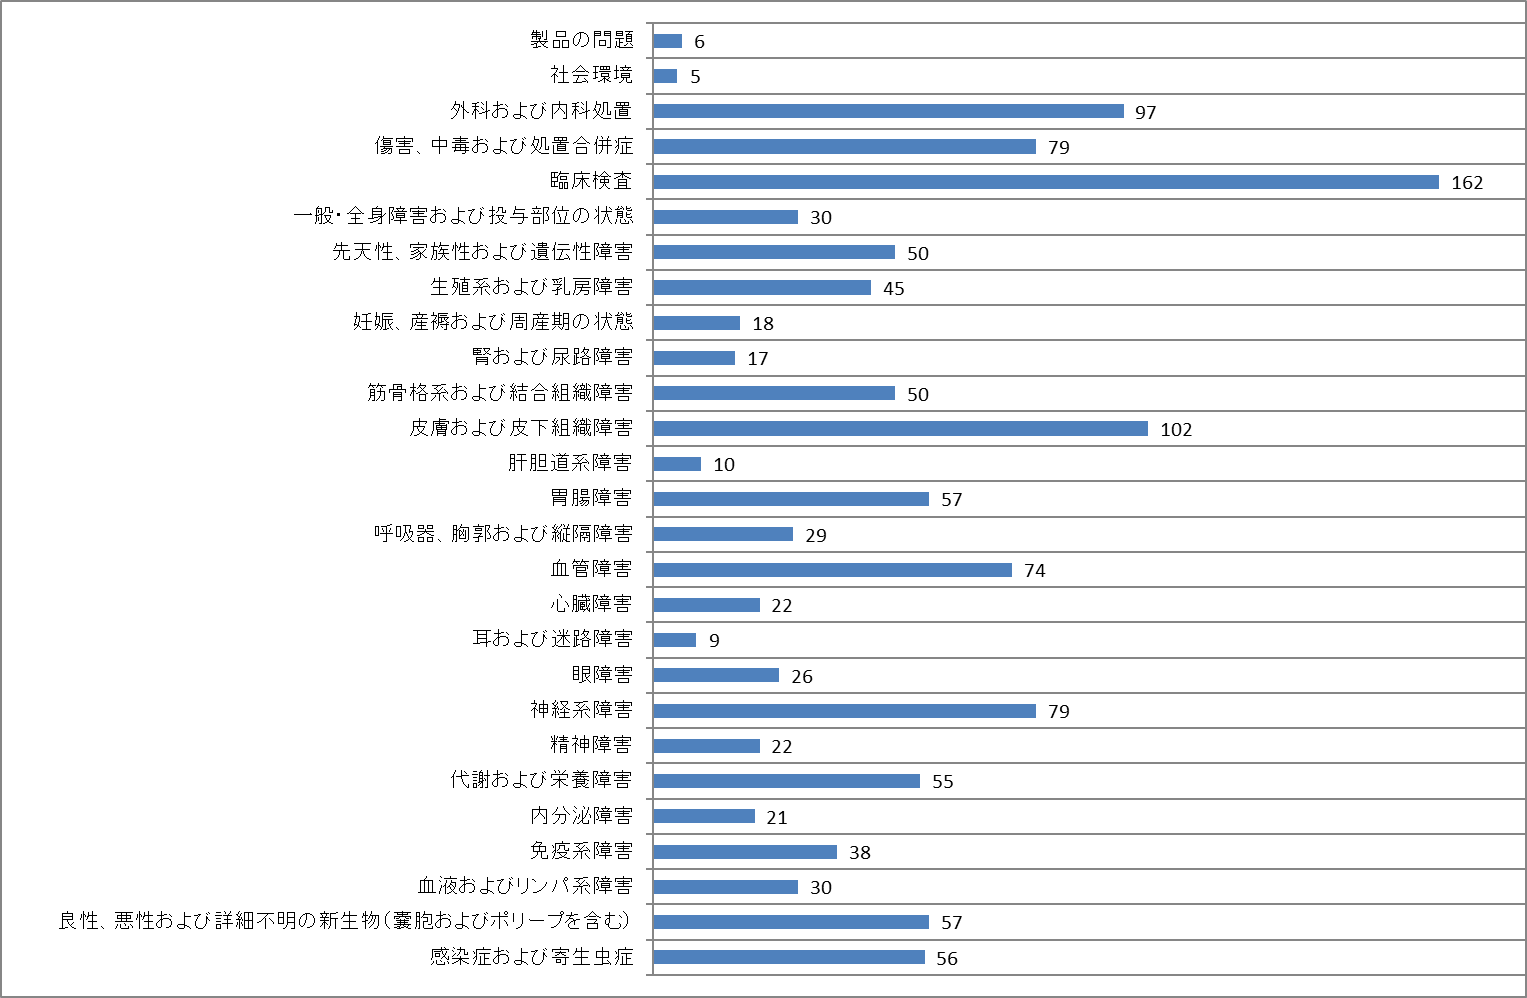 製品の問題 6
社会環境 5
外科および内科処置 97
傷害、中毒および処置合併症 79
臨床検査 162
一般・全身障害および投与部位の状態 30
先天性、家族性および遺伝性障害 50
生殖系および乳房障害 45
妊娠、産褥および周産期の状態 18
腎および尿路障害 17
筋骨格系および結合組織障害 50
皮膚および皮下組織障害 102
肝胆道系障害 10
胃腸障害 57
呼吸器、胸郭および縦隔障害 29
血管障害 74
心臓障害 22
耳および迷路障害 9
眼障害 26
神経系障害 79
精神障害 22
代謝および栄養障害 55
内分泌障害 21
免疫系障害 38
血液およびリンパ系障害 30
良性、悪性および詳細不明の新生物（嚢胞およびポリープを含む） 57
感染症および寄生虫症 56